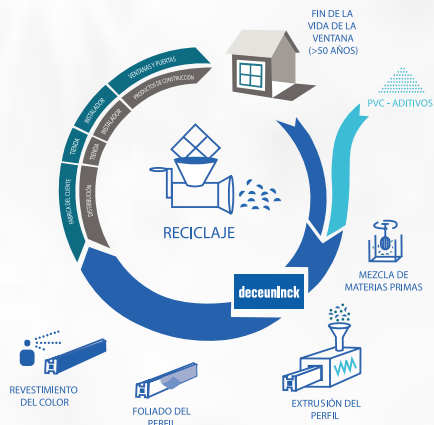 FIN DE LA
VIDA DE LA
VENTANA
(>50 AÑOS)
PVC - ADITIVOS
VENTANAS Y PUERTAS
PRODUCTOS DE CONSTRUCCIÓN
INSTALADOR
INSTALADOR
TIENDA
TIENDA
FABRICA DEL CLIENTE
DISTRIBUCIÓN
RECICLAJE
MEZCLA DE
MATERIAS PRIMAS
deceuninck
REVESTIMIENTO
DEL COLOR
FOLIADO DEL
PERFIL
EXTRUSIÓN DEL
PERFIL